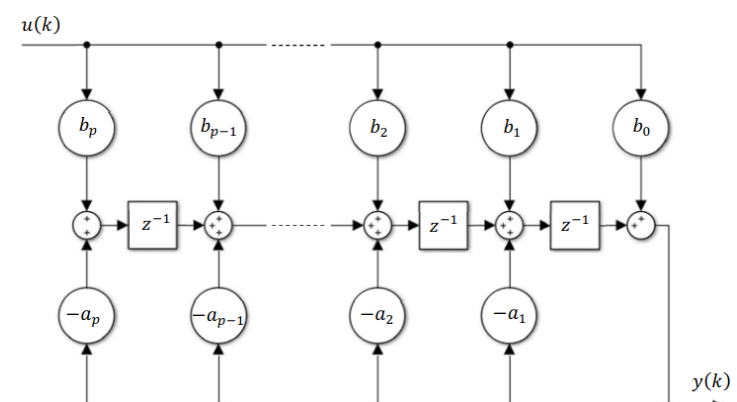 u(k)
b_p b_{p−1} b_2 b_1 b_0
+ + z^{−1} + + + + + + z^{−1} + + + z^{−1} + +
−a_p −a_{p−1} −a_2 −a_1
y(k)